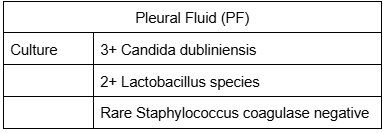 Pleural Fluid (PF)
Culture 3+ Candida dubliniensis
2+ Lactobacillus species
Rare Staphylococcus coagulase negative